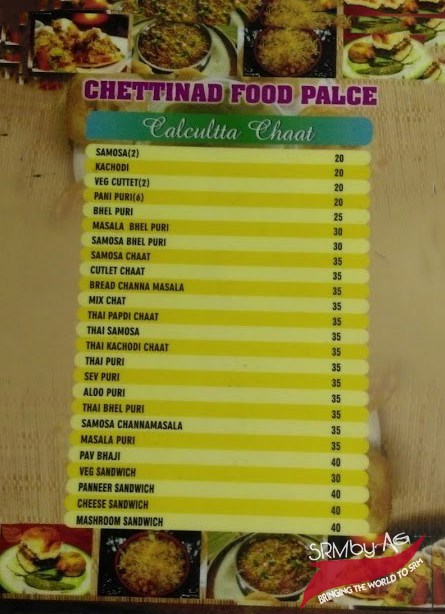 CHETTINAD FOOD PALCE
Calcultta Chaat
SAMOSA(2) 20
KACHODI 20
VEG CUTTET(2) 20
PANI PURI(6) 20
BHEL PURI 25
MASALA BHEL PURI 30
SAMOSA BHEL PURI 30
SAMOSA CHAAT 35
CUTLET CHAAT 35
BREAD CHANNA MASALA 35
MIX CHAT 35
THAI PAPDI CHAAT 35
THAI SAMOSA 35
THAI KACHODI CHAAT 35
THAI PURI 35
SEV PURI 35
ALOO PURI 35
THAI BHEL PURI 35
SAMOSA CHANNAMASALA 35
MASALA PURI 35
PAV BHAJI 40
VEG SANDWICH 30
PANNEER SANDWICH 40
CHEESE SANDWICH 40
MASHROOM SANDWICH 40
SRMby AG
BRINGING THE WORLD TO SRM